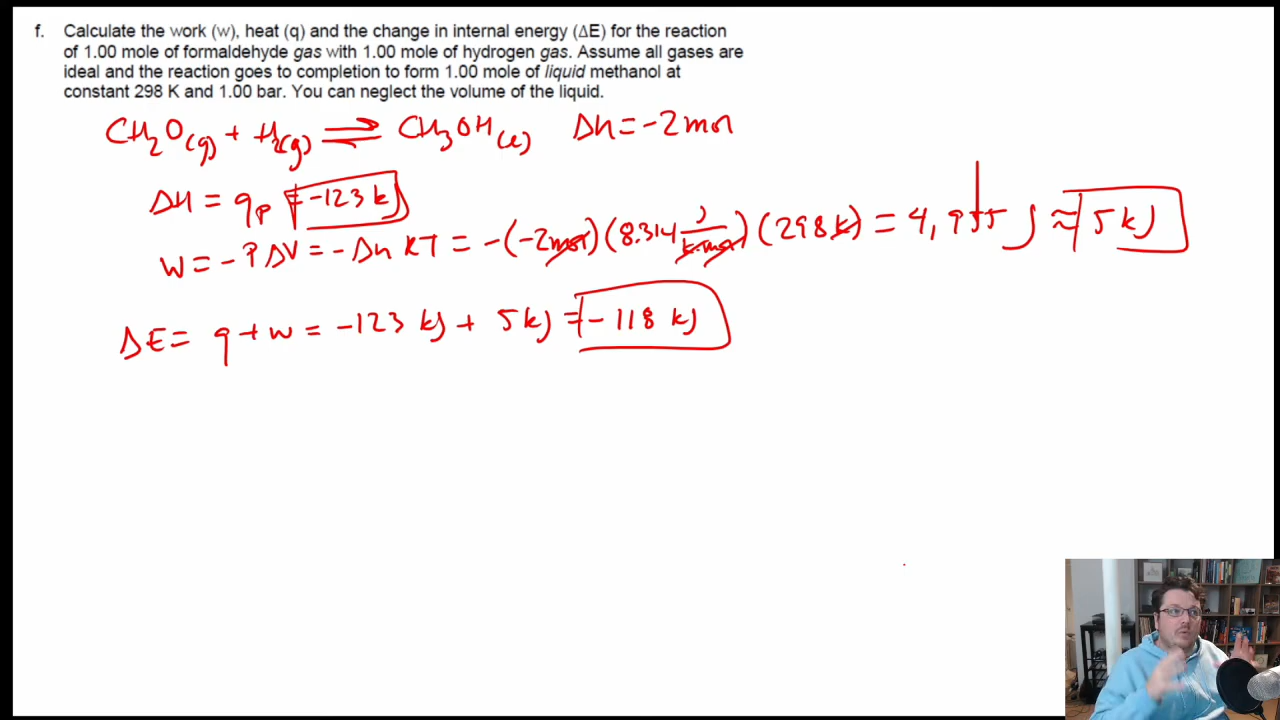 f. Calculate the work (w), heat (q) and the change in internal energy (ΔE) for the reaction
of 1.00 mole of formaldehyde gas with 1.00 mole of hydrogen gas. Assume all gases are
ideal and the reaction goes to completion to form 1.00 mole of liquid methanol at
constant 298 K and 1.00 bar. You can neglect the volume of the liquid.
CH₂O(g) + H₂(g) ⇌ CH₃OH(ℓ) Δn = -2 mol
ΔH = qₚ = -123 kJ
w = -PΔV = -Δn RT = -(-2mol)(8.314 J/K·mol)(298K) = 4,955 J ≈ 5 kJ
ΔE = q+w = -123 kJ + 5 kJ = -118 kJ